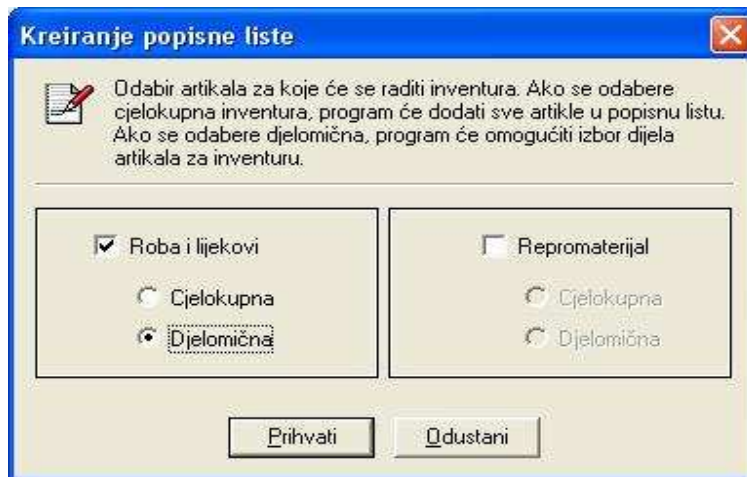 Kreiranje popisne liste
Odabir artikala za koje će se raditi inventura. Ako se odabere
cjelokupna inventura, program će dodati sve artikle u popisnu listu.
Ako se odabere djelomična, program će omogućiti izbor dijela
artikala za inventuru.
Roba i lijekovi
Cjelokupna
Djelomična
Repromaterijal
Cjelokupna
Djelomična
Prihvati
Odustani